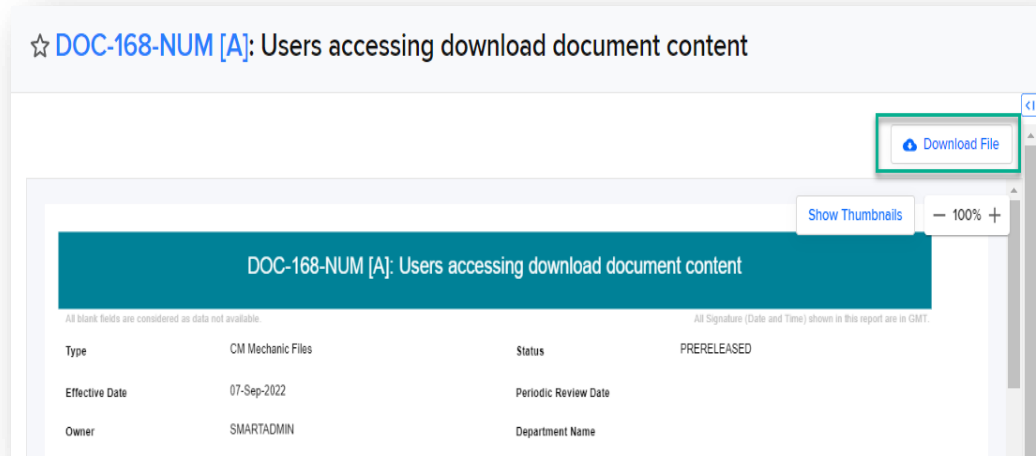 DOC-168-NUM [A]: Users accessing download document content
Download File
Show Thumbnails — 100% +
DOC-168-NUM [A]: Users accessing download document content
All blank fields are considered as data not available. All Signature (Date and Time) shown in this report are in GMT.
Type CM Mechanic Files Status PRERELEASED
Effective Date 07-Sep-2022 Periodic Review Date
Owner SMARTADMIN Department Name